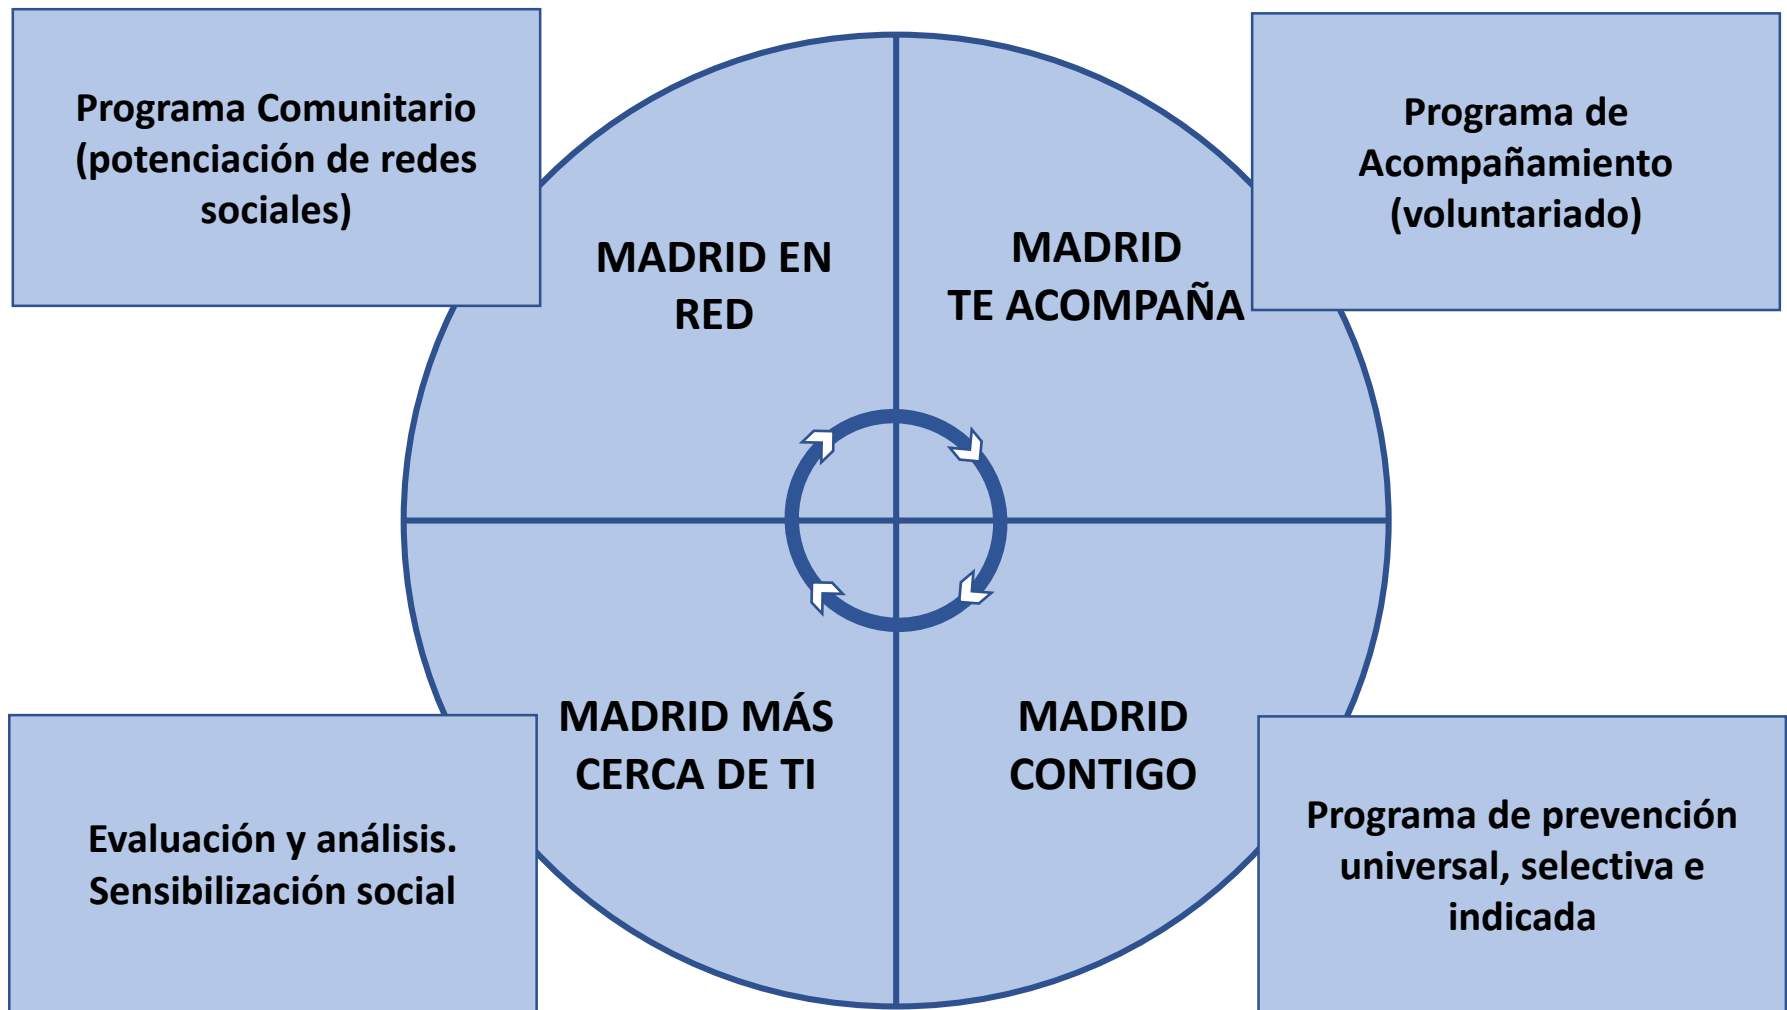 Programa Comunitario
(potenciación de redes
sociales)
Programa de
Acompañamiento
(voluntariado)
MADRID EN
RED
MADRID
TE ACOMPAÑA
MADRID MÁS
CERCA DE TI
MADRID
CONTIGO
Evaluación y análisis.
Sensibilización social
Programa de prevención
universal, selectiva e
indicada